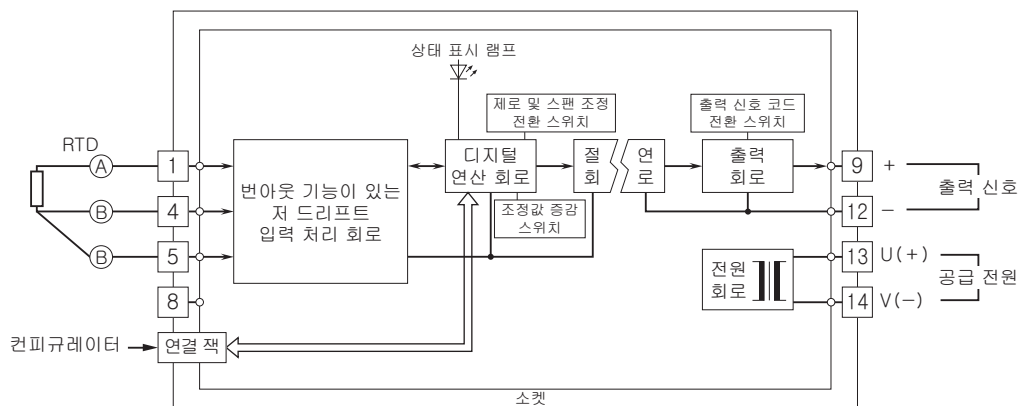 상태 표시 램프
제로 및 스팬 조정
전환 스위치
출력 신호 코드
전환 스위치
RTD
A
1
번아웃 기능이 있는
저 드리프트
입력 처리 회로
디지털
연산 회로
절 연
회 로
출력
회로
9
+
출력 신호
B
4
조정값 증감
스위치
12
−
B
5
전원
회로
13
U(+)
공급 전원
8
14
V(−)
컨피규레이터
연결 잭
소켓